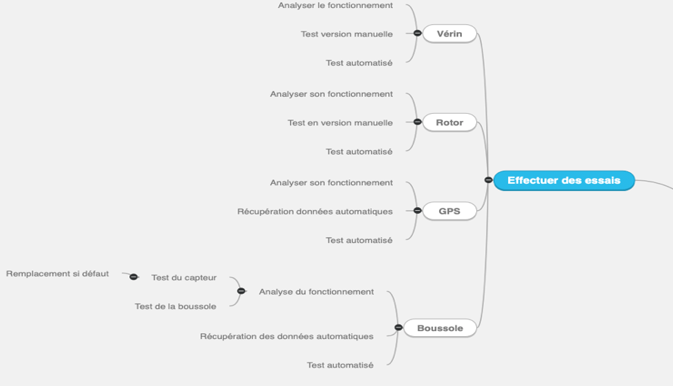 Analyser le fonctionnement
Test version manuelle
Vérin
Test automatisé
Analyser son fonctionnement
Test en version manuelle
Rotor
Test automatisé
Effectuer des essais
Analyser son fonctionnement
Récupération données automatiques
GPS
Test automatisé
Remplacement si défaut
Test du capteur
Analyse du fonctionnement
Test de la boussole
Boussole
Récupération des données automatiques
Test automatisé